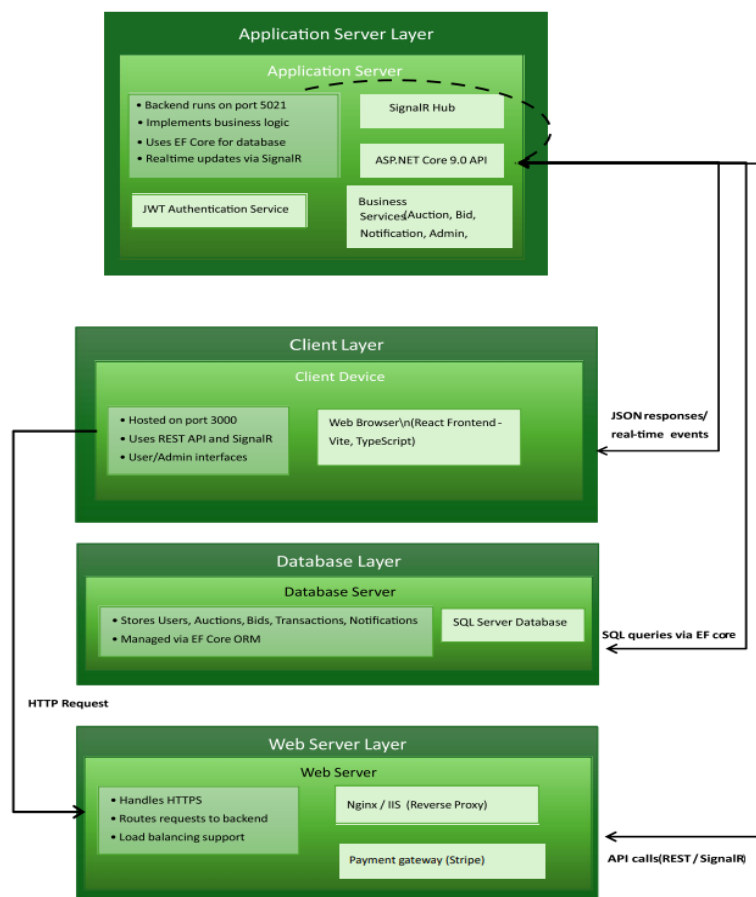 Application Server Layer
Application Server
• Backend runs on port 5021
• Implements business logic
• Uses EF Core for database
• Realtime updates via SignalR
SignalR Hub
ASP.NET Core 9.0 API
JWT Authentication Service
Business
Services(Auction, Bid,
Notification, Admin,
Client Layer
Client Device
• Hosted on port 3000
• Uses REST API and SignalR
• User/Admin interfaces
Web Browser\n(React Frontend -
Vite, TypeScript)
JSON responses/
real-time events
Database Layer
Database Server
• Stores Users, Auctions, Bids, Transactions, Notifications
• Managed via EF Core ORM
SQL Server Database
SQL queries via EF core
HTTP Request
Web Server Layer
Web Server
• Handles HTTPS
• Routes requests to backend
• Load balancing support
Nginx / IIS (Reverse Proxy)
Payment gateway (Stripe)
API calls(REST / SignalR)